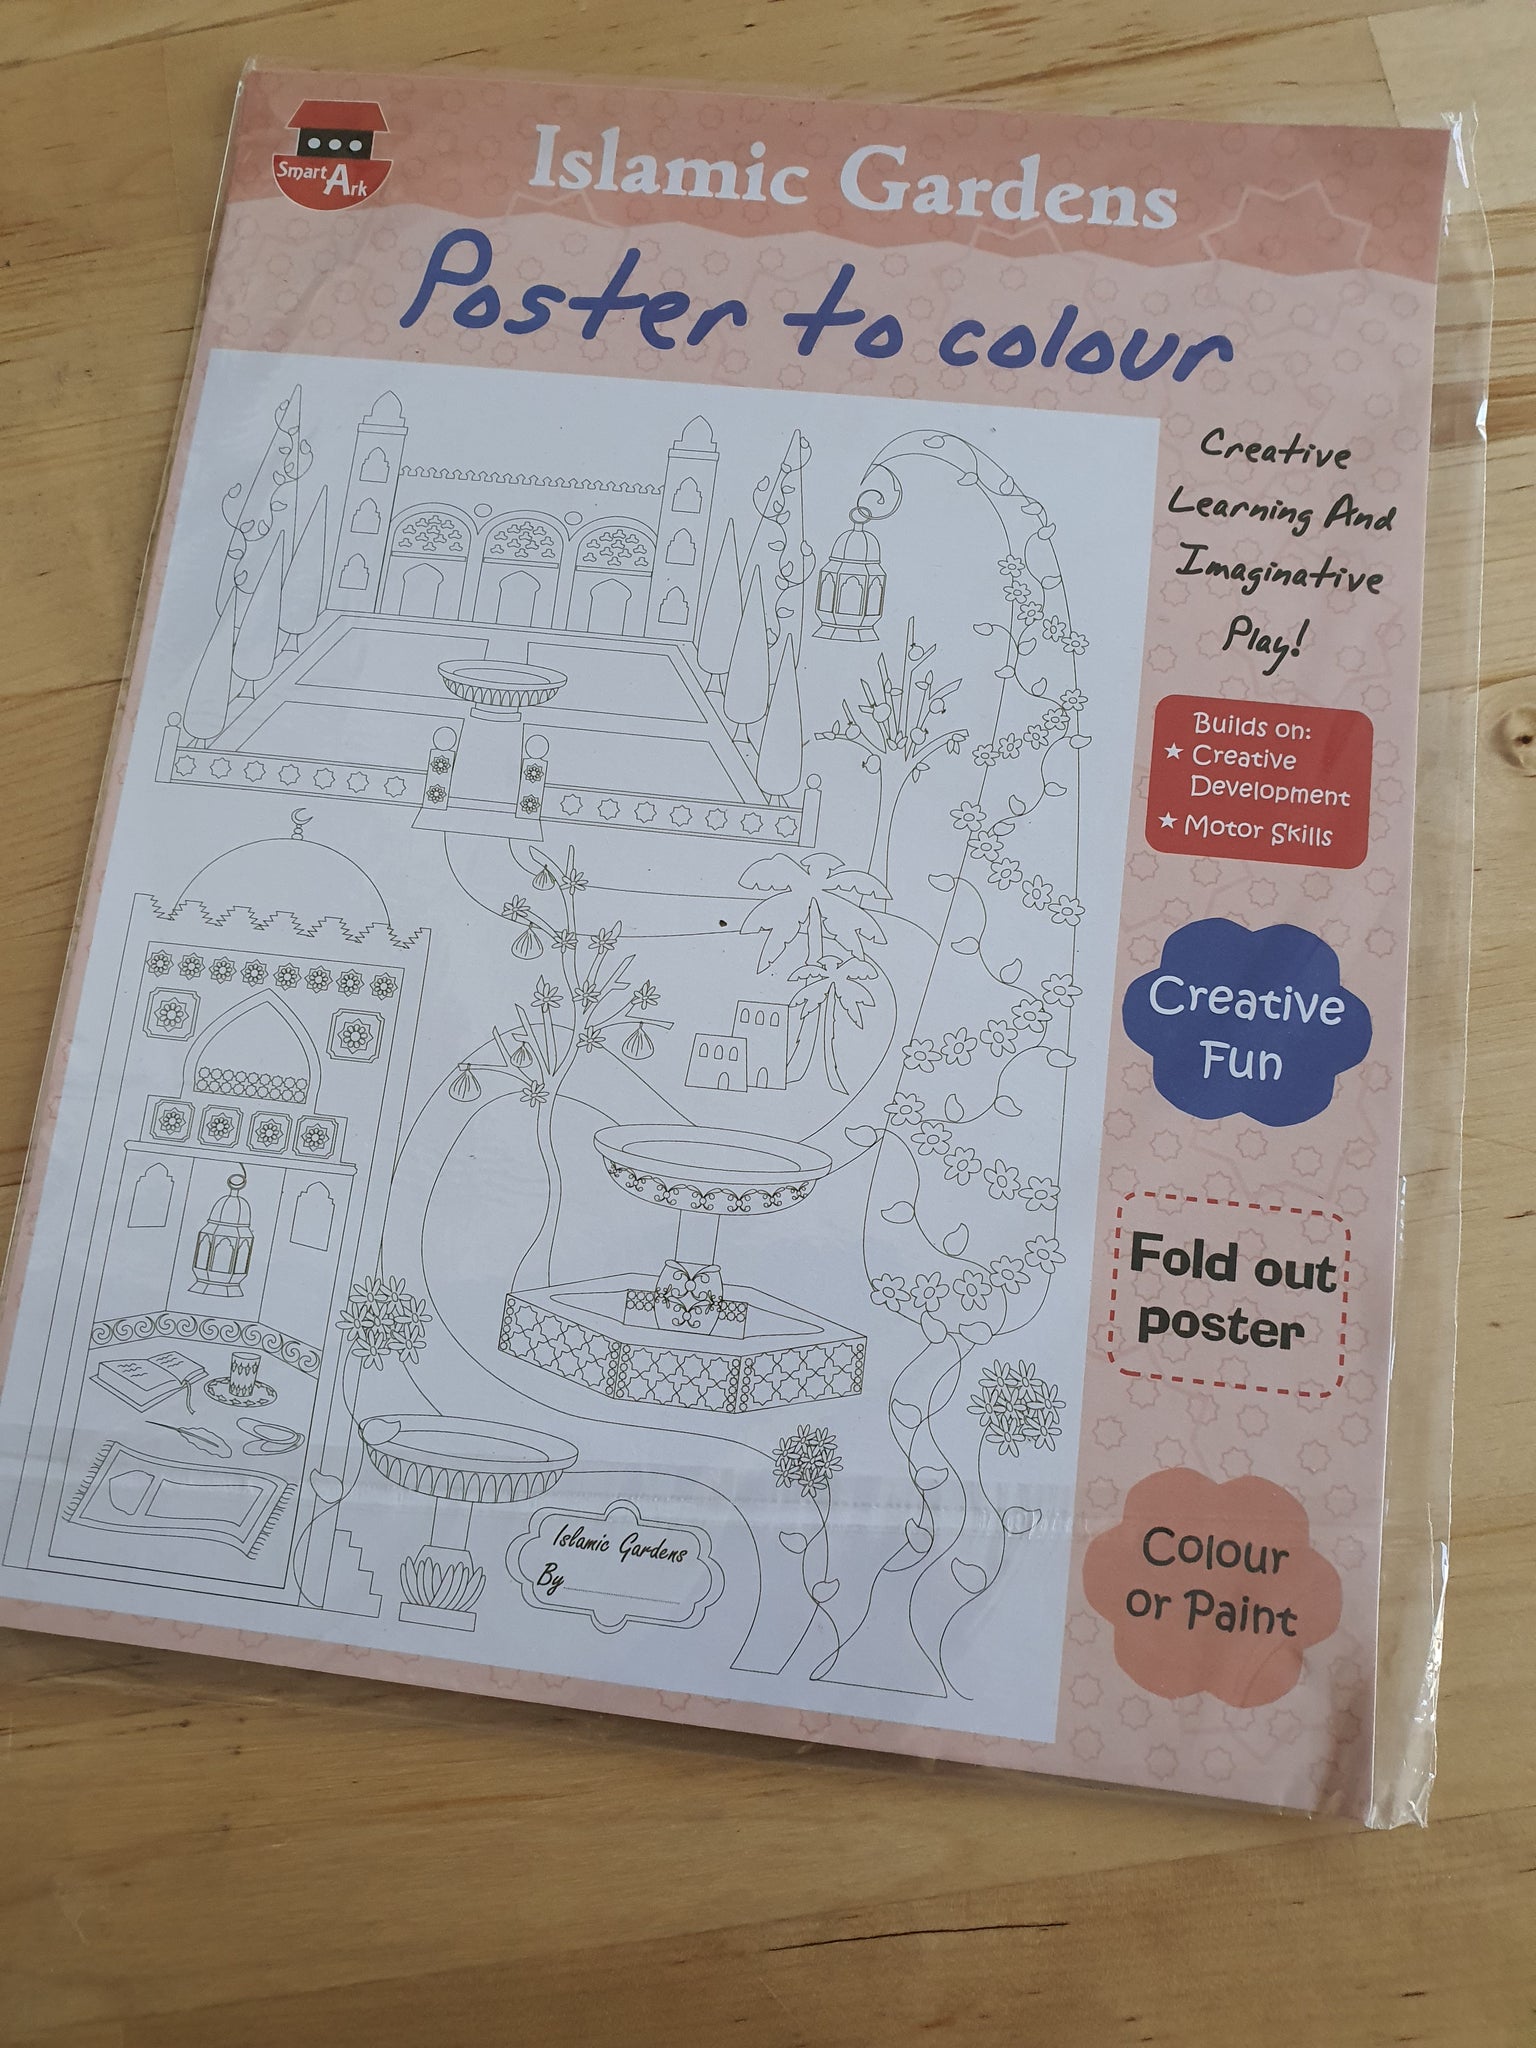 Smart Ark
Islamic Gardens
Poster to colour
Creative
Learning And
Imaginative
Play!
Builds on:
★ Creative
Development
★ Motor Skills
Creative
Fun
Fold out
poster
Colour
or Paint
Islamic Gardens
By